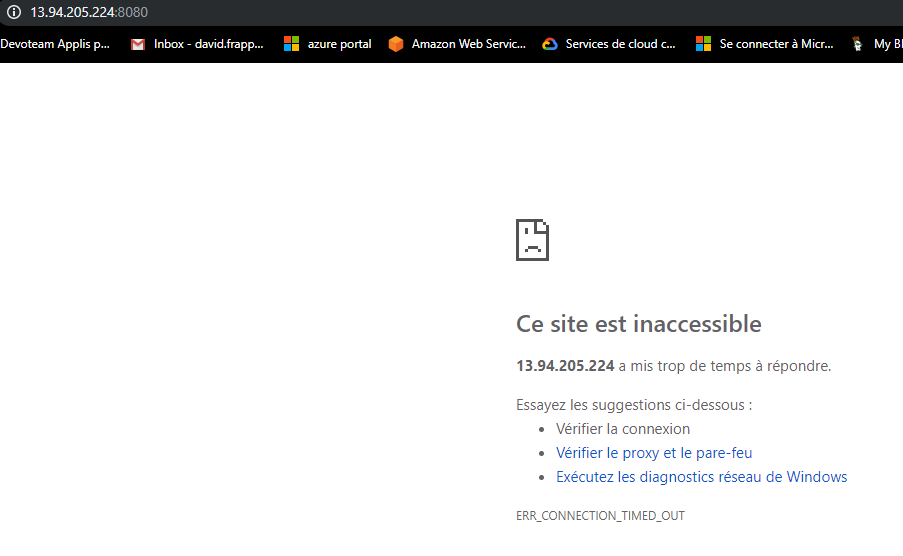 13.94.205.224:8080
Devoteam Applis p... Inbox - david.frapp... azure portal Amazon Web Servic... Services de cloud c... Se connecter à Micr... My Bl
Ce site est inaccessible
13.94.205.224 a mis trop de temps à répondre.
Essayez les suggestions ci-dessous :
• Vérifier la connexion
• Vérifier le proxy et le pare-feu
• Exécutez les diagnostics réseau de Windows
ERR_CONNECTION_TIMED_OUT